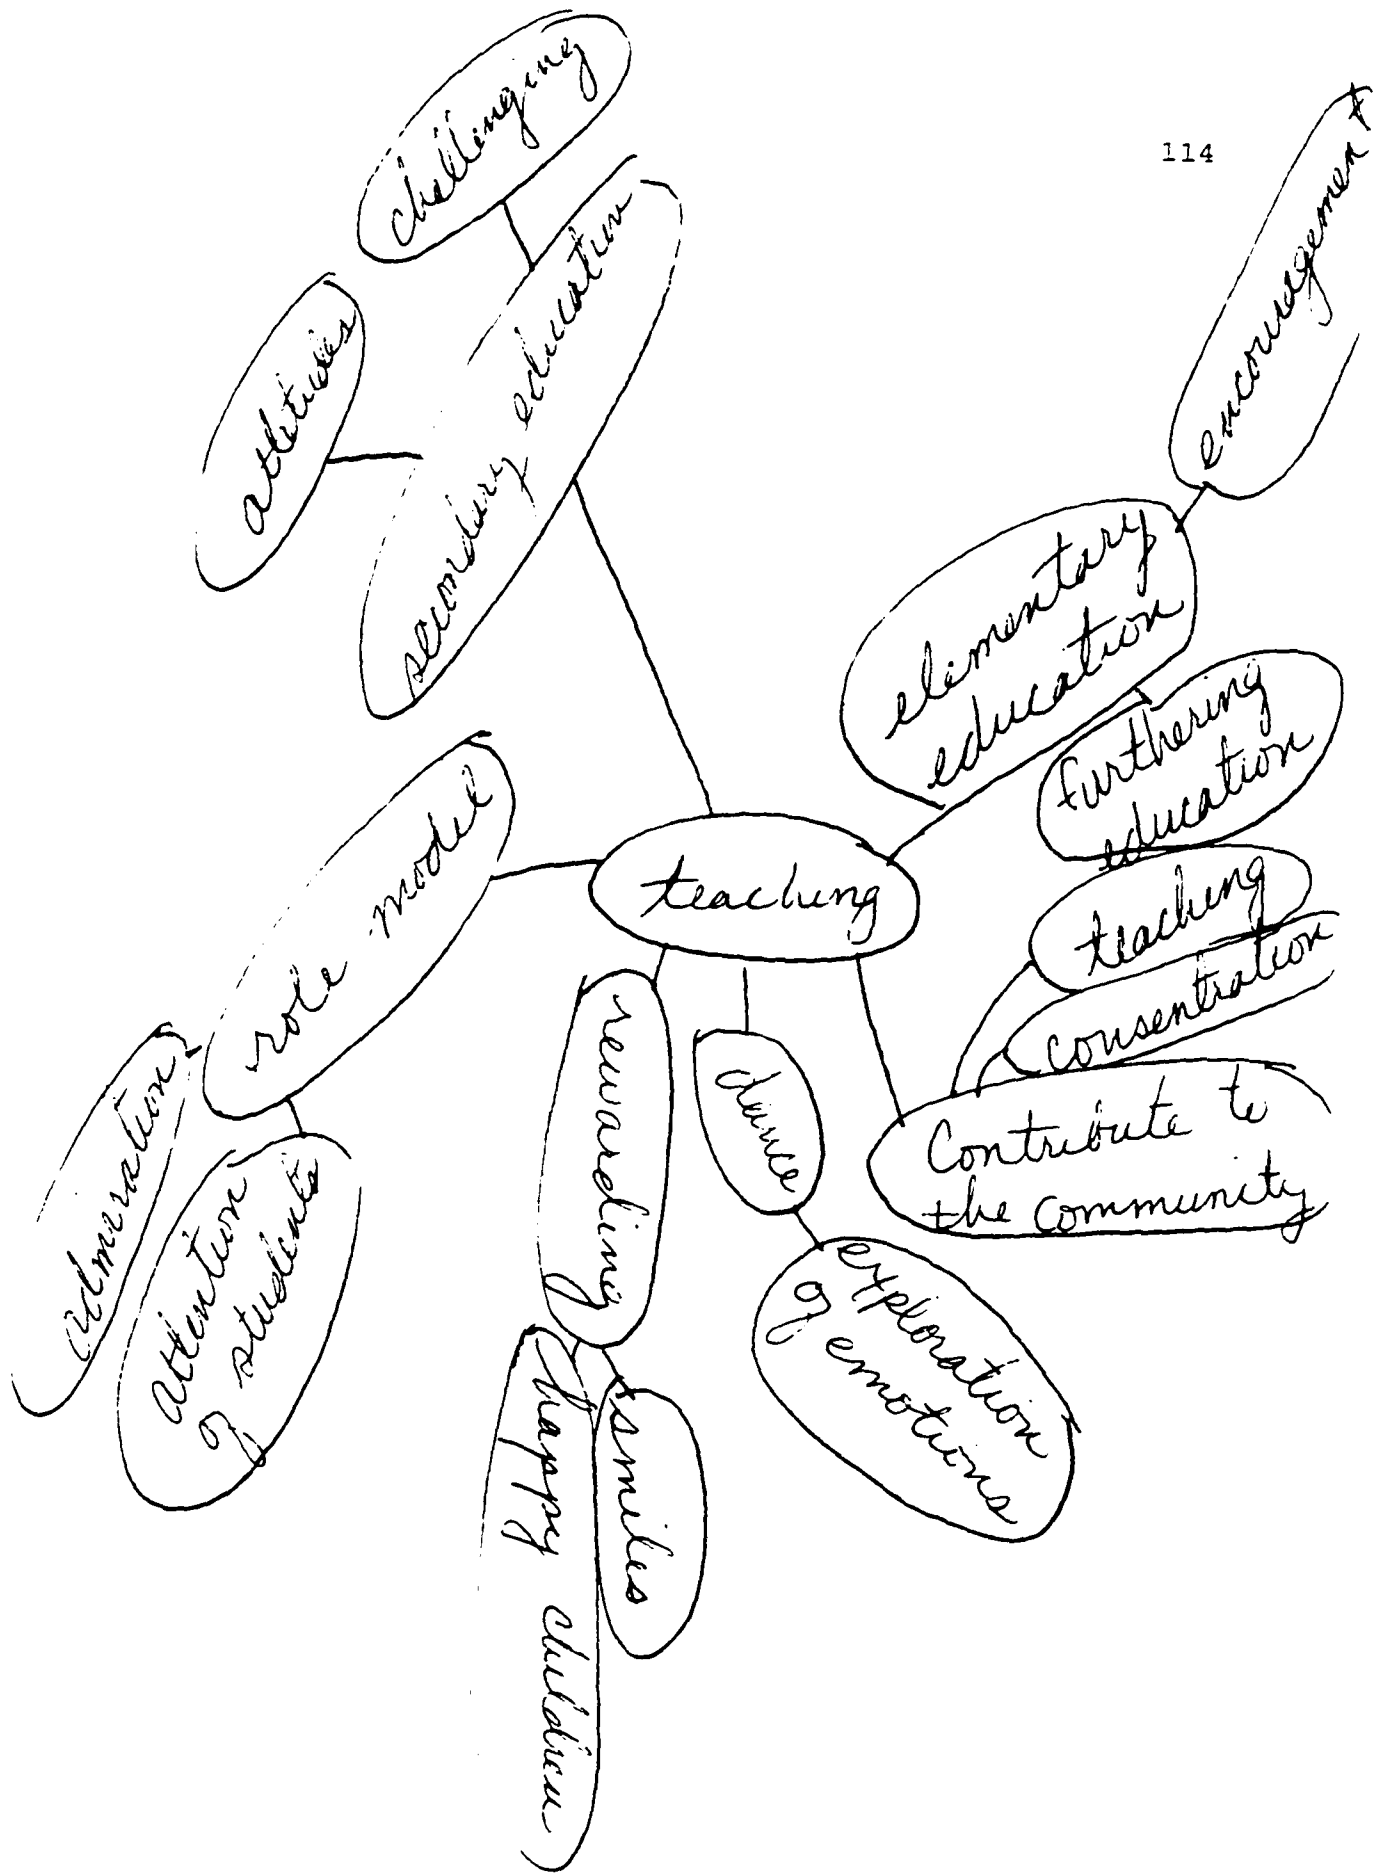 114
challenging
attitudes
secondary education
encouragement
elementary
education
furthering
education
teaching
consentration
Contribute to
the community
teaching
role model
admiration
attention
of students
rewarding
happy children
smiles
dance
exploration
of emotions